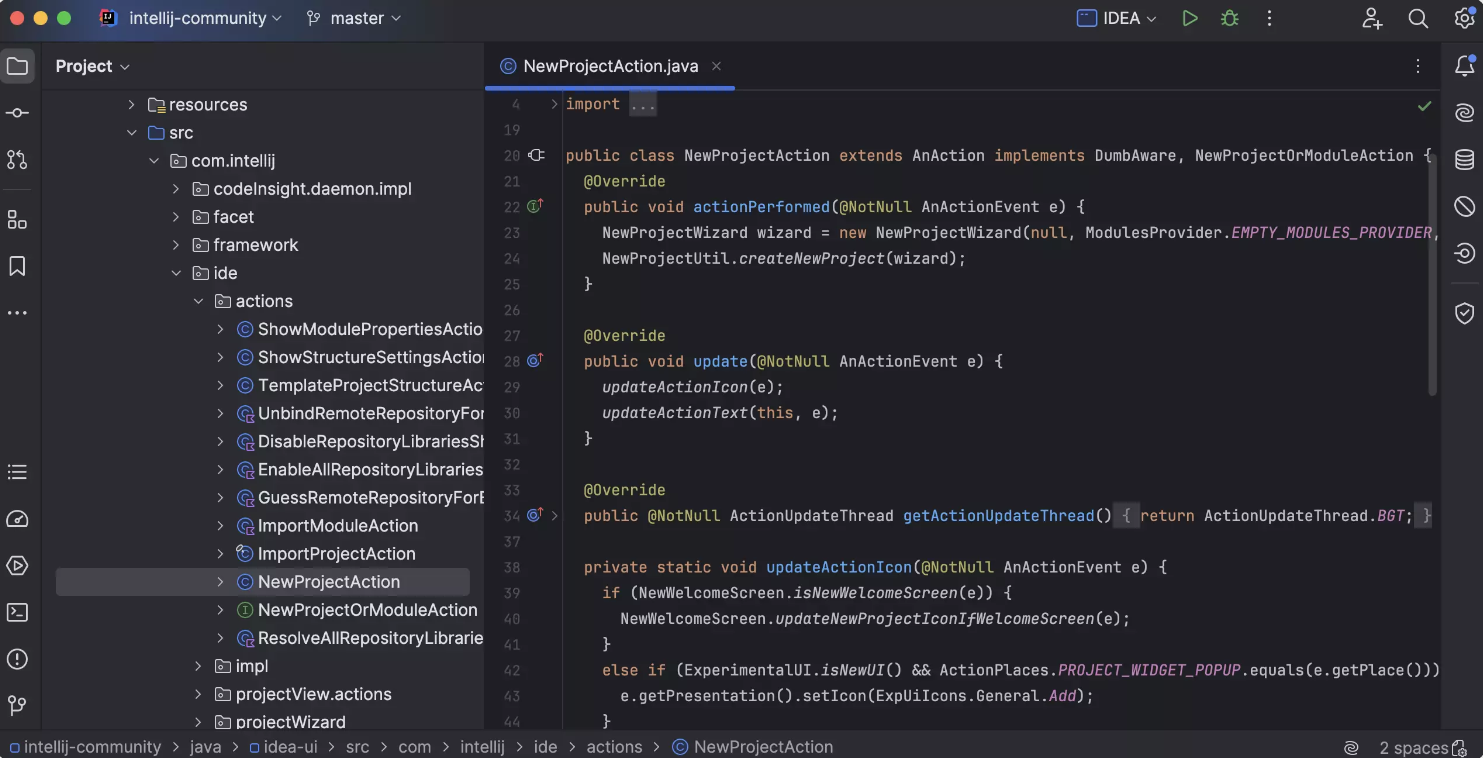 intellij-community
master
IDEA
Project
resources
src
com.intellij
codeInsight.daemon.impl
facet
framework
ide
actions
ShowModulePropertiesActio
ShowStructureSettingsAction
TemplateProjectStructureAct
UnbindRemoteRepositoryFor
DisableRepositoryLibrariesSh
EnableAllRepositoryLibraries
GuessRemoteRepositoryForE
ImportModuleAction
ImportProjectAction
NewProjectAction
NewProjectOrModuleAction
ResolveAllRepositoryLibrarie
impl
projectView.actions
projectWizard
NewProjectAction.java
4 import ...
19
20 public class NewProjectAction extends AnAction implements DumbAware, NewProjectOrModuleAction {
21 @Override
22 public void actionPerformed(@NotNull AnActionEvent e) {
23 NewProjectWizard wizard = new NewProjectWizard(null, ModulesProvider.EMPTY_MODULES_PROVIDER,
24 NewProjectUtil.createNewProject(wizard);
25 }
26
27 @Override
28 public void update(@NotNull AnActionEvent e) {
29 updateActionIcon(e);
30 updateActionText(this, e);
31 }
32
33 @Override
34 public @NotNull ActionUpdateThread getActionUpdateThread() { return ActionUpdateThread.BGT; }
37
38 private static void updateActionIcon(@NotNull AnActionEvent e) {
39 if (NewWelcomeScreen.isNewWelcomeScreen(e)) {
40 NewWelcomeScreen.updateNewProjectIconIfWelcomeScreen(e);
41 }
42 else if (ExperimentalUI.isNewUI() && ActionPlaces.PROJECT_WIDGET_POPUP.equals(e.getPlace()))
43 e.getPresentation().setIcon(ExpUiIcons.General.Add);
44 }
intellij-community > java > idea-ui > src > com > intellij > ide > actions > NewProjectAction
2 spaces